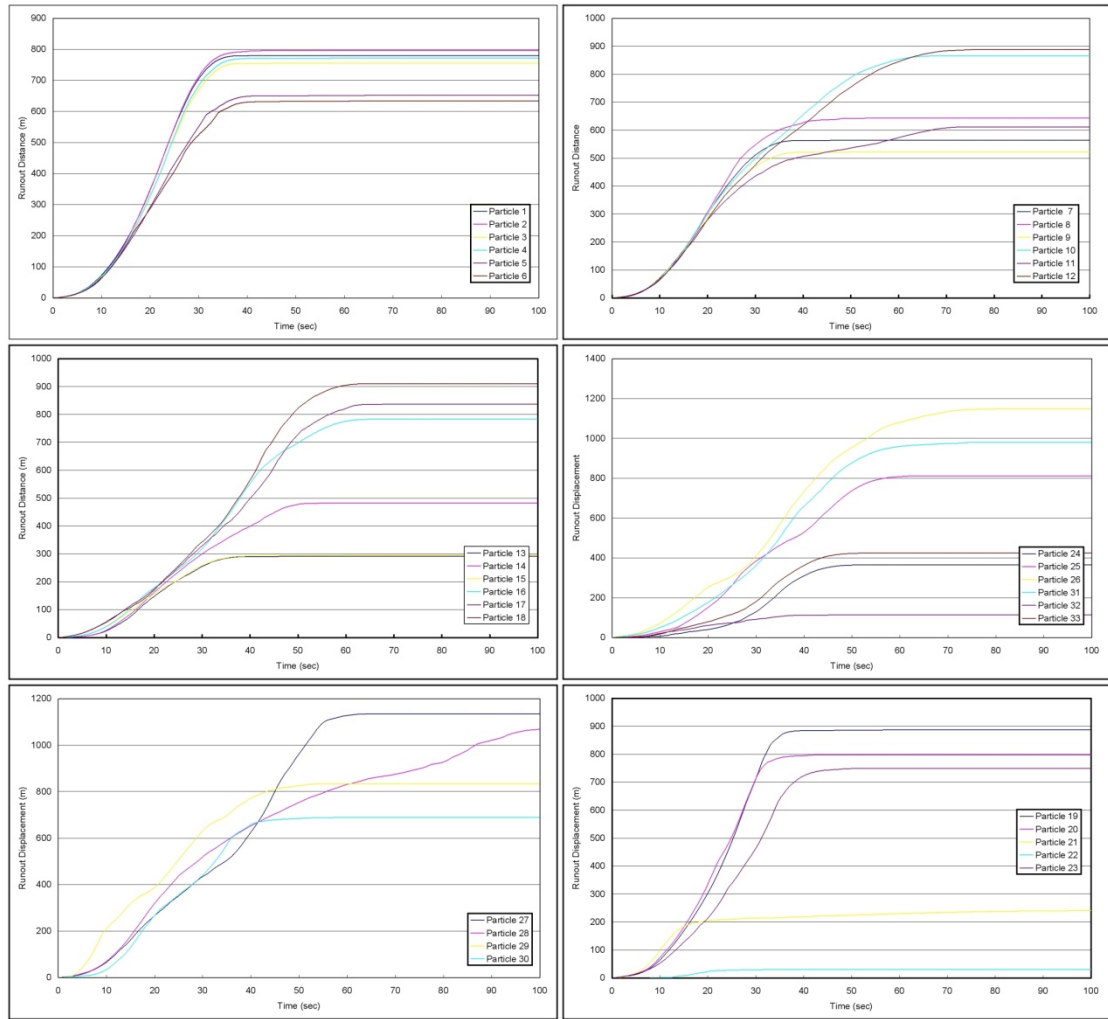 900
800
700
600
500
400
300
200
100
0
Runout Distance (m)
Particle 1
Particle 2
Particle 3
Particle 4
Particle 5
Particle 6
0 10 20 30 40 50 60 70 80 90 100
Time (sec)
1000
900
800
700
600
500
400
300
200
100
0
Runout Distance (m)
Particle 7
Particle 8
Particle 9
Particle 10
Particle 11
Particle 12
0 10 20 30 40 50 60 70 80 90 100
Time (sec)
1000
900
800
700
600
500
400
300
200
100
0
Runout Distance (m)
Particle 13
Particle 14
Particle 15
Particle 16
Particle 17
Particle 18
0 10 20 30 40 50 60 70 80 90 100
Time (sec)
1400
1200
1000
800
600
400
200
0
Runout Displacement
Particle 24
Particle 25
Particle 26
Particle 31
Particle 32
Particle 33
0 10 20 30 40 50 60 70 80 90 100
Time (sec)
1200
1000
800
600
400
200
0
Runout Displacement (m)
Particle 27
Particle 28
Particle 29
Particle 30
0 10 20 30 40 50 60 70 80 90 100
Time (sec)
1000
900
800
700
600
500
400
300
200
100
0
Runout Displacement (m)
Particle 19
Particle 20
Particle 21
Particle 22
Particle 23
0 10 20 30 40 50 60 70 80 90 100
Time (sec)